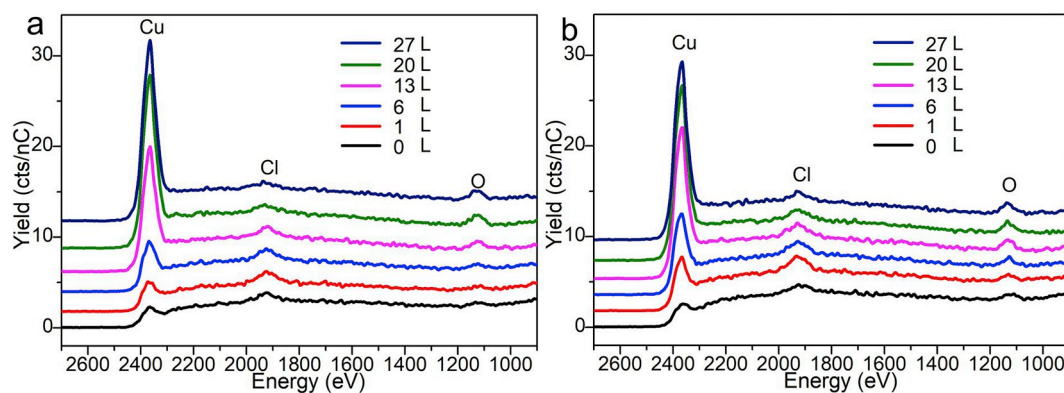 a
Cu
Cl
O
27 L
20 L
13 L
6 L
1 L
0 L
Yield (cts/nC)
30
20
10
0
2600 2400 2200 2000 1800 1600 1400 1200 1000
Energy (eV)
b
Cu
Cl
O
27 L
20 L
13 L
6 L
1 L
0 L
Yield (cts/nC)
30
20
10
0
2600 2400 2200 2000 1800 1600 1400 1200 1000
Energy (eV)